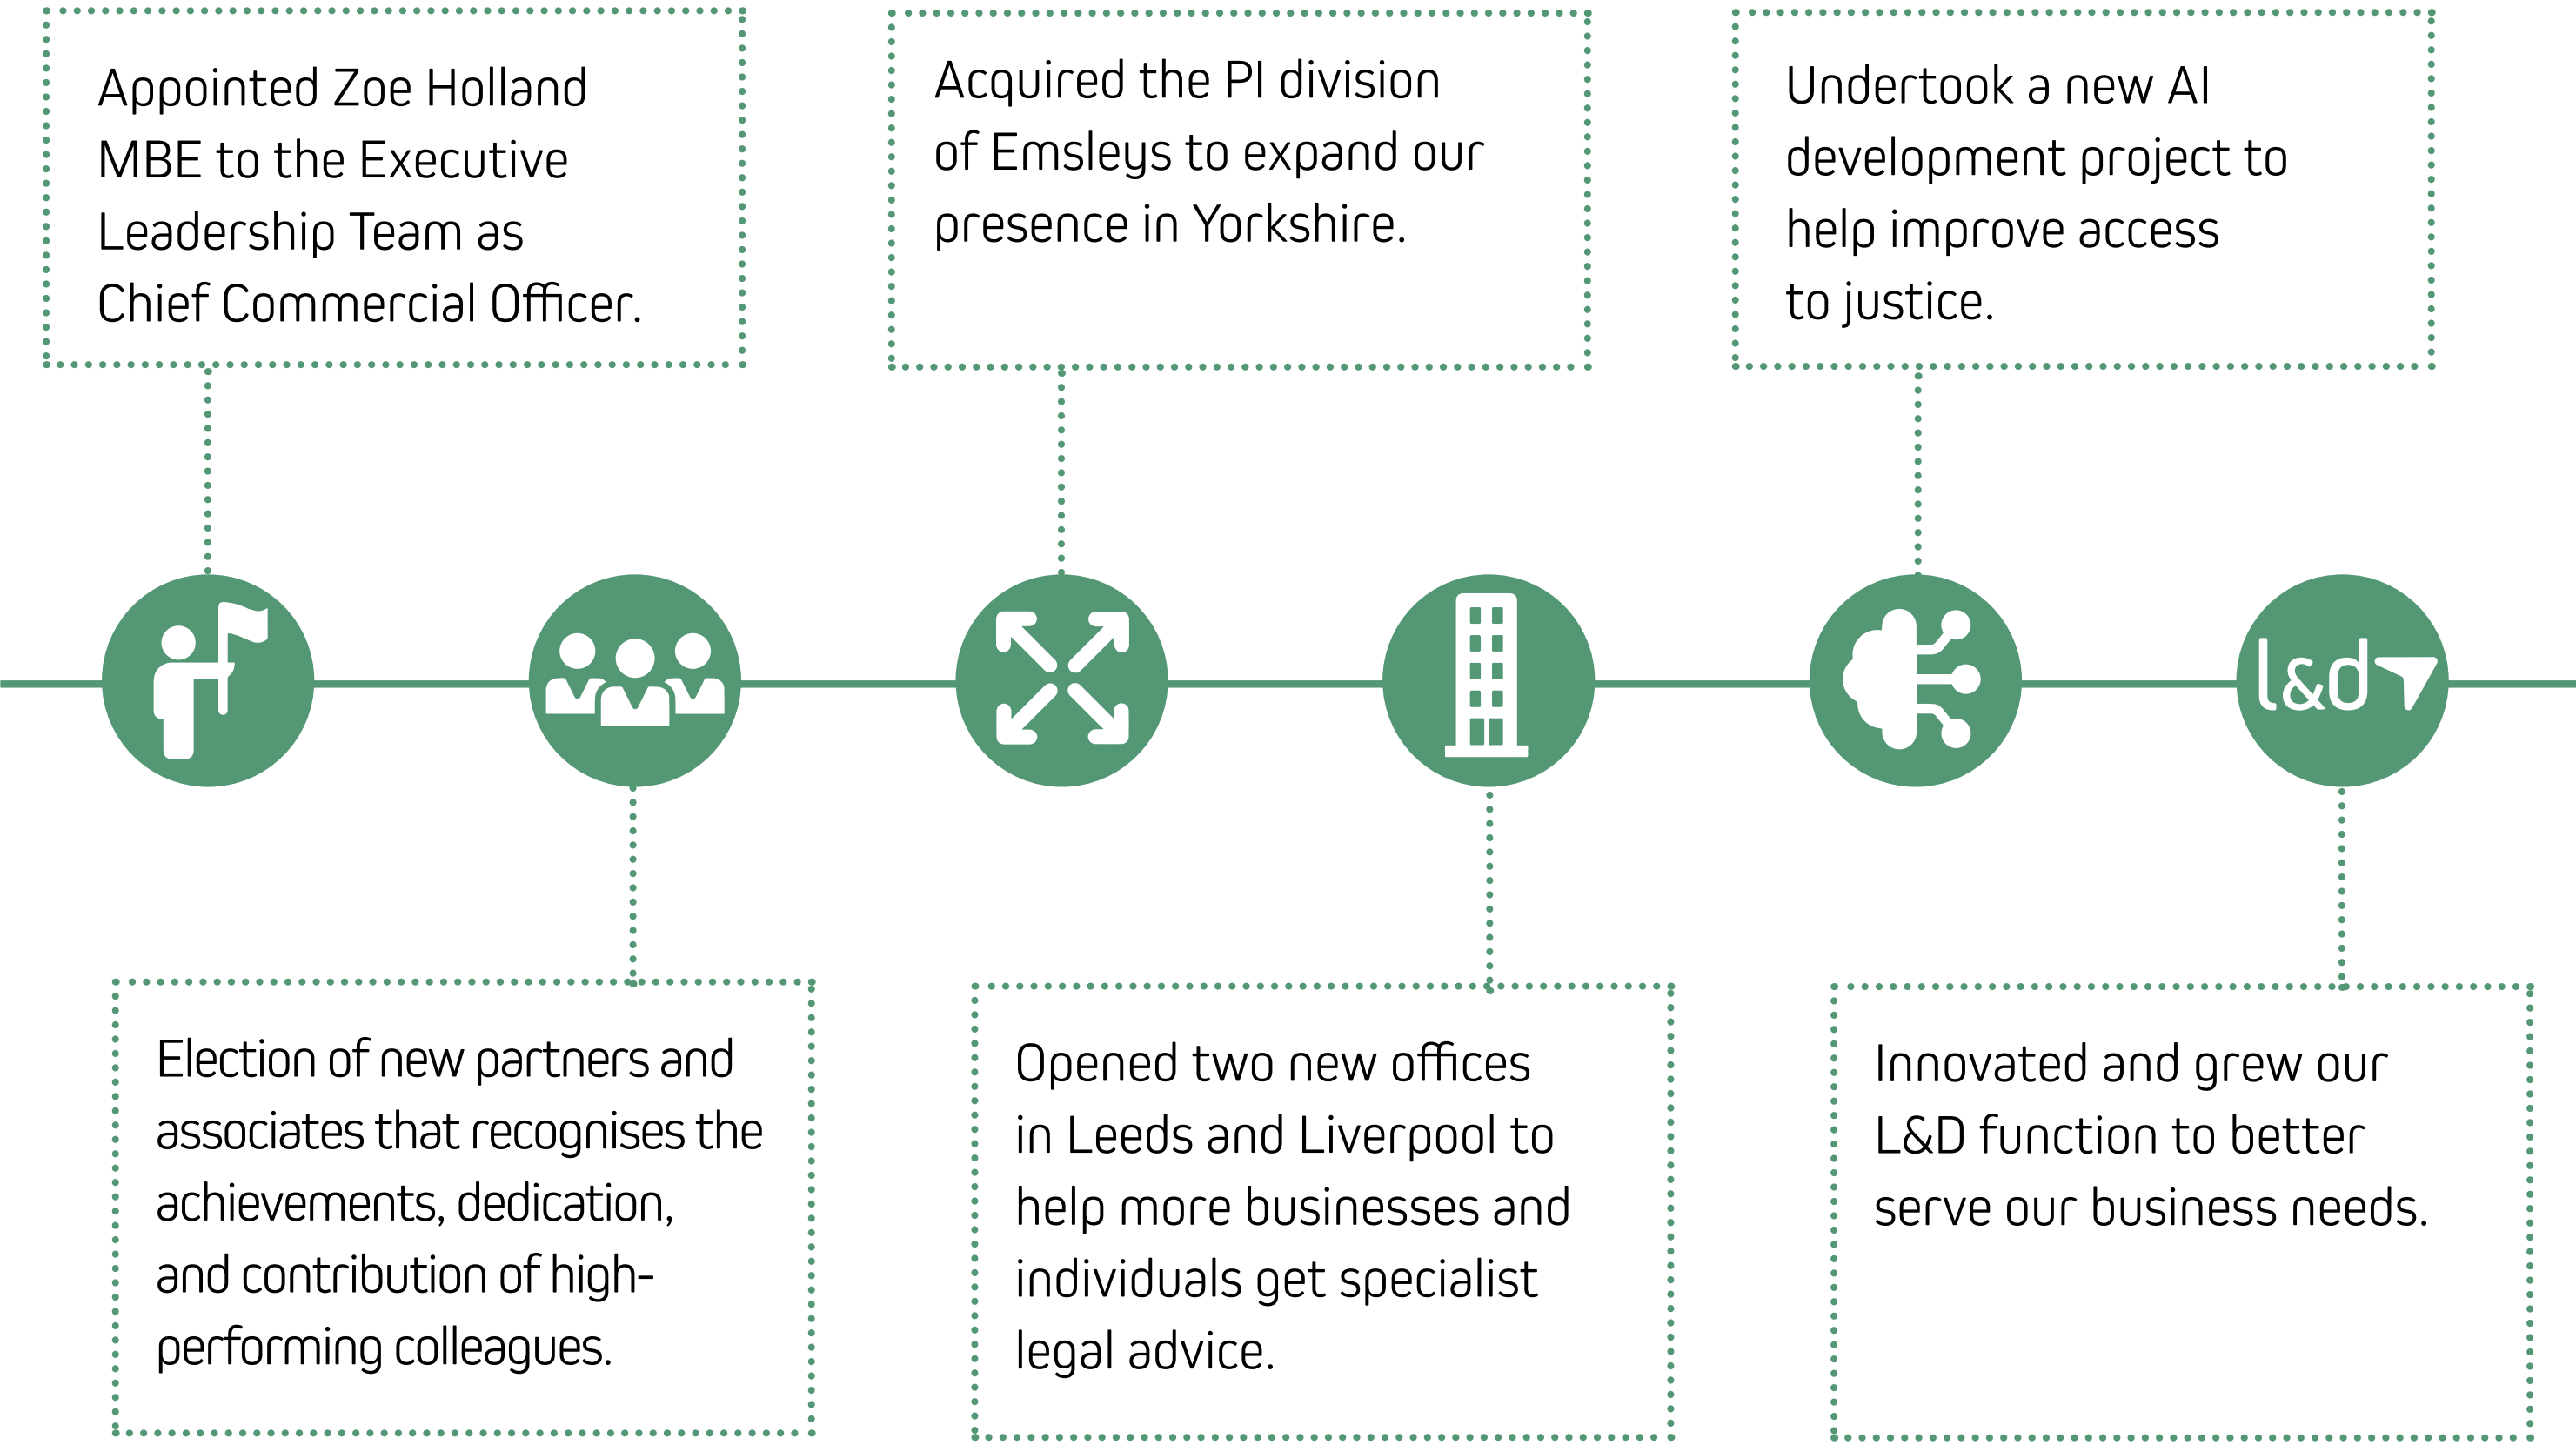 Appointed Zoe Holland
MBE to the Executive
Leadership Team as
Chief Commercial Officer.
Acquired the PI division
of Emsleys to expand our
presence in Yorkshire.
Undertook a new AI
development project to
help improve access
to justice.
l&d
Election of new partners and
associates that recognises the
achievements, dedication,
and contribution of high-
performing colleagues.
Opened two new offices
in Leeds and Liverpool to
help more businesses and
individuals get specialist
legal advice.
Innovated and grew our
L&D function to better
serve our business needs.